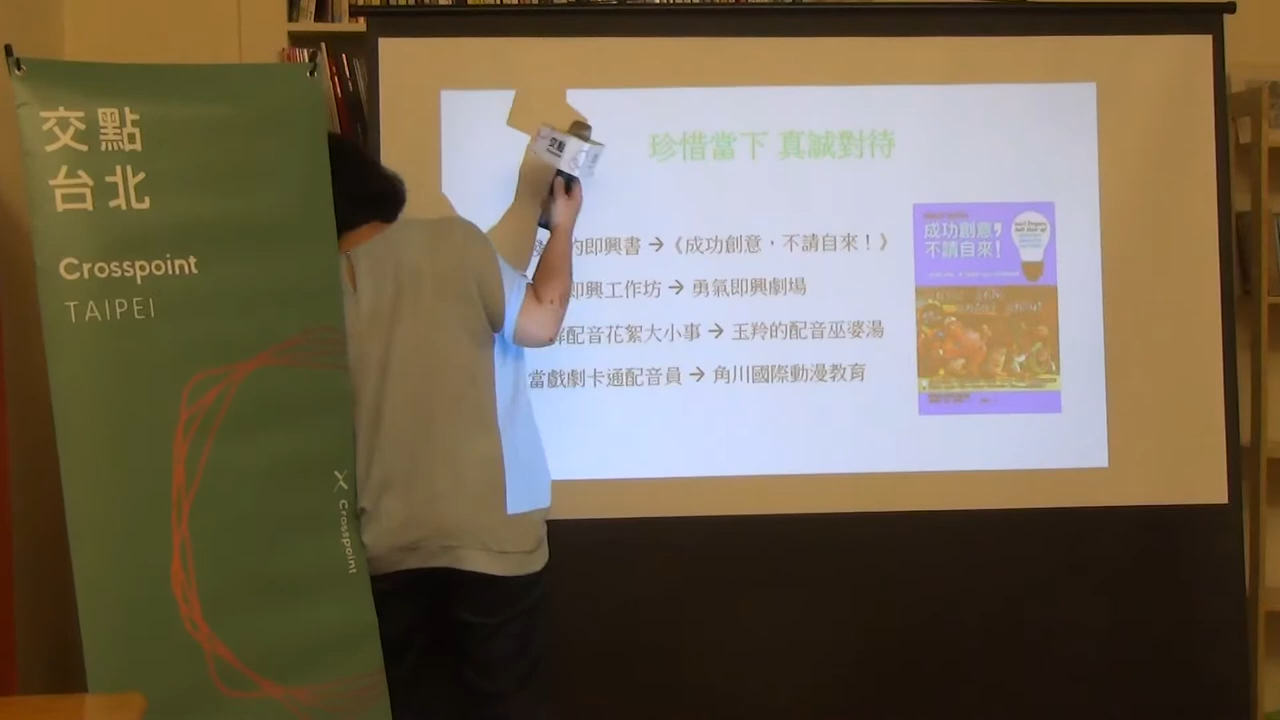 交點
台北
Crosspoint
TAIPEI
Crosspoint
交點
珍惜當下 真誠對待
的即興書 → 《成功創意，不請自來！》
即興工作坊 → 勇氣即興劇場
配音花絮大小事 → 玉羚的配音巫婆湯
當戲劇卡通配音員 → 角川國際動漫教育
成功創意，
不請自來！